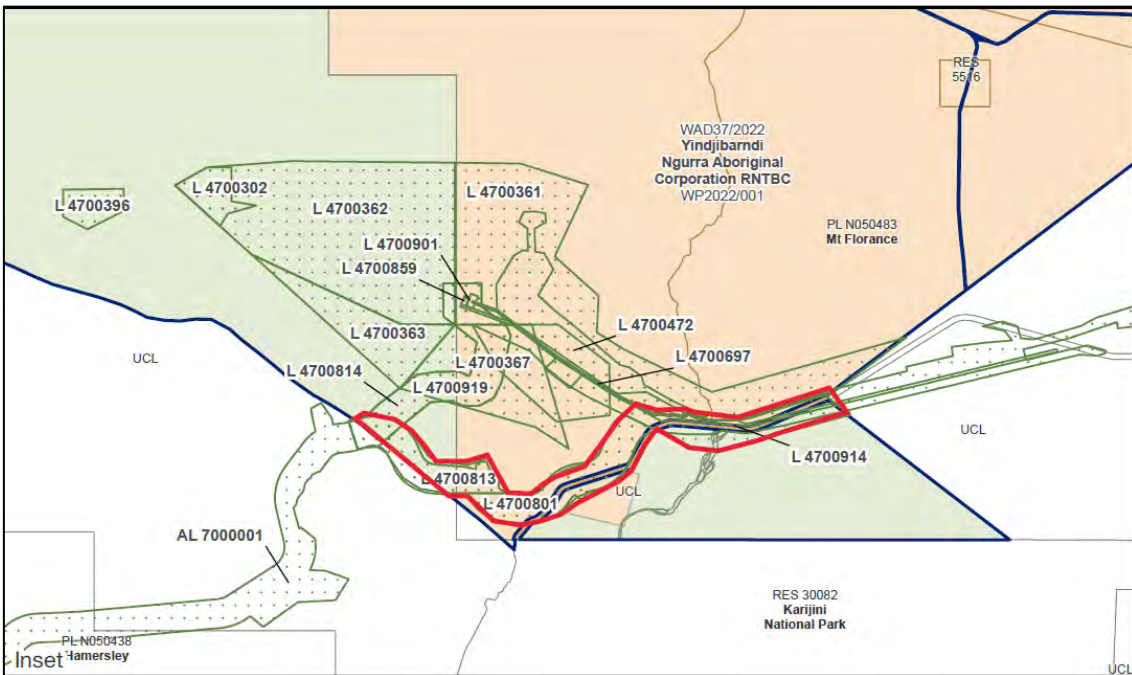 RES
5516
WAD37/2022
Yindjibarndi
Ngurra Aboriginal
Corporation RNTBC
WP2022/001
L 4700302
L 4700361
L 4700396
L 4700362
PL N050483
Mt Florance
L 4700901
L 4700859
L 4700472
L 4700363
UCL
L 4700367
L 4700697
L 4700814
L 4700919
UCL
L 4700914
L 4700813
UCL
L 4700801
AL 7000001
RES 30082
Karijini
National Park
PL N050438
Hamersley
Inset
UCL